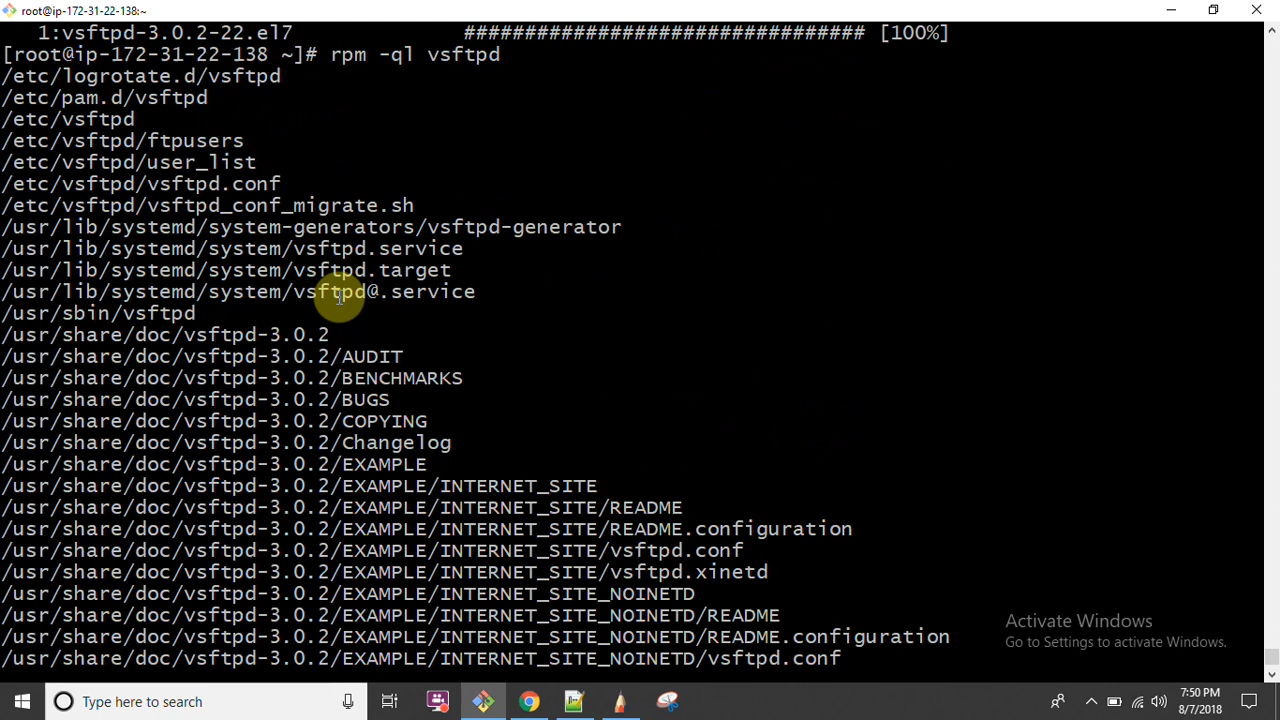 root@ip-172-31-22-138:~
1:vsftpd-3.0.2-22.el7 ################################# [100%]
[root@ip-172-31-22-138 ~]# rpm -ql vsftpd
/etc/logrotate.d/vsftpd
/etc/pam.d/vsftpd
/etc/vsftpd
/etc/vsftpd/ftpusers
/etc/vsftpd/user_list
/etc/vsftpd/vsftpd.conf
/etc/vsftpd/vsftpd_conf_migrate.sh
/usr/lib/systemd/system-generators/vsftpd-generator
/usr/lib/systemd/system/vsftpd.service
/usr/lib/systemd/system/vsftpd.target
/usr/lib/systemd/system/vsftpd@.service
/usr/sbin/vsftpd
/usr/share/doc/vsftpd-3.0.2
/usr/share/doc/vsftpd-3.0.2/AUDIT
/usr/share/doc/vsftpd-3.0.2/BENCHMARKS
/usr/share/doc/vsftpd-3.0.2/BUGS
/usr/share/doc/vsftpd-3.0.2/COPYING
/usr/share/doc/vsftpd-3.0.2/Changelog
/usr/share/doc/vsftpd-3.0.2/EXAMPLE
/usr/share/doc/vsftpd-3.0.2/EXAMPLE/INTERNET_SITE
/usr/share/doc/vsftpd-3.0.2/EXAMPLE/INTERNET_SITE/README
/usr/share/doc/vsftpd-3.0.2/EXAMPLE/INTERNET_SITE/README.configuration
/usr/share/doc/vsftpd-3.0.2/EXAMPLE/INTERNET_SITE/vsftpd.conf
/usr/share/doc/vsftpd-3.0.2/EXAMPLE/INTERNET_SITE/vsftpd.xinetd
/usr/share/doc/vsftpd-3.0.2/EXAMPLE/INTERNET_SITE_NOINETD
/usr/share/doc/vsftpd-3.0.2/EXAMPLE/INTERNET_SITE_NOINETD/README
/usr/share/doc/vsftpd-3.0.2/EXAMPLE/INTERNET_SITE_NOINETD/README.configuration
/usr/share/doc/vsftpd-3.0.2/EXAMPLE/INTERNET_SITE_NOINETD/vsftpd.conf
Activate Windows
Go to Settings to activate Windows.
Type here to search
7:50 PM
8/7/2018